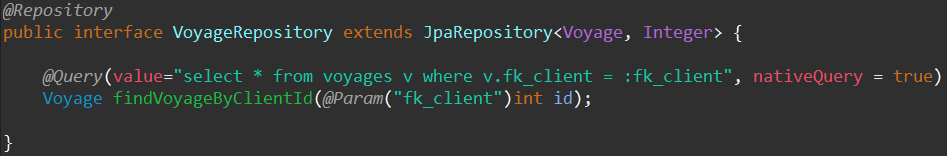 @Repository
public interface VoyageRepository extends JpaRepository<Voyage, Integer> {
@Query(value="select * from voyages v where v.fk_client = :fk_client", nativeQuery = true)
Voyage findVoyageByClientId(@Param("fk_client")int id);
}